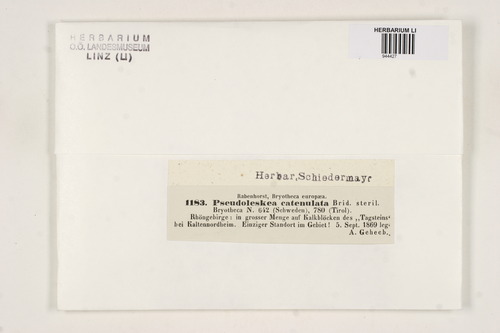 HERBARIUM
O.Ö. LANDESMUSEUM
LINZ (LI)
HERBARIUM LI
944427
Herbar, Schiedermayr
Rabenhorst, Bryotheca europæa.
1183. Pseudoleskea catenulata Brid. steril.
Bryotheca N. 642 (Schweden), 780 (Tirol).
Rhöngebirge: in grosser Menge auf Kalkblöcken des „Tagsteins“
bei Kaltennordheim. Einziger Standort im Gebiet! 5. Sept. 1869 leg.
A. Geheeb.